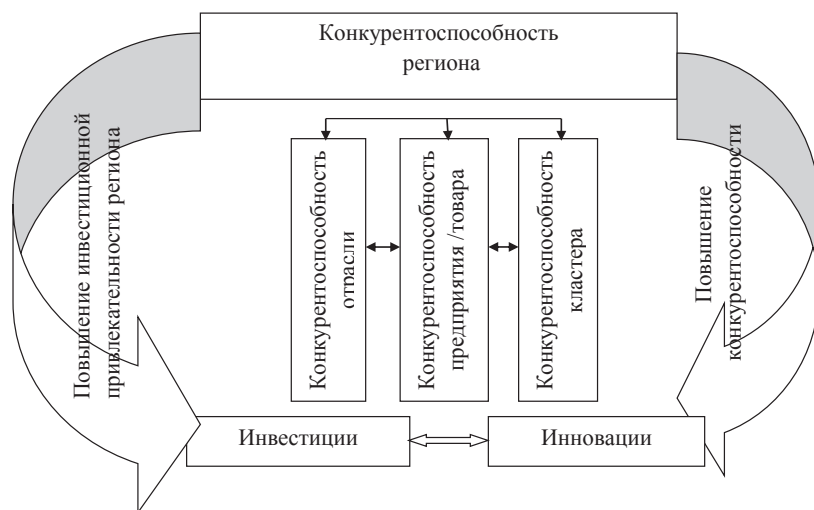 Конкурентоспособность
региона
Повышение инвестиционной
привлекательности региона
Конкурентоспособность
отрасли
Конкурентоспособность
предприятия /товара
Конкурентоспособность
кластера
Повышение
конкурентоспособности
Инвестиции
Инновации